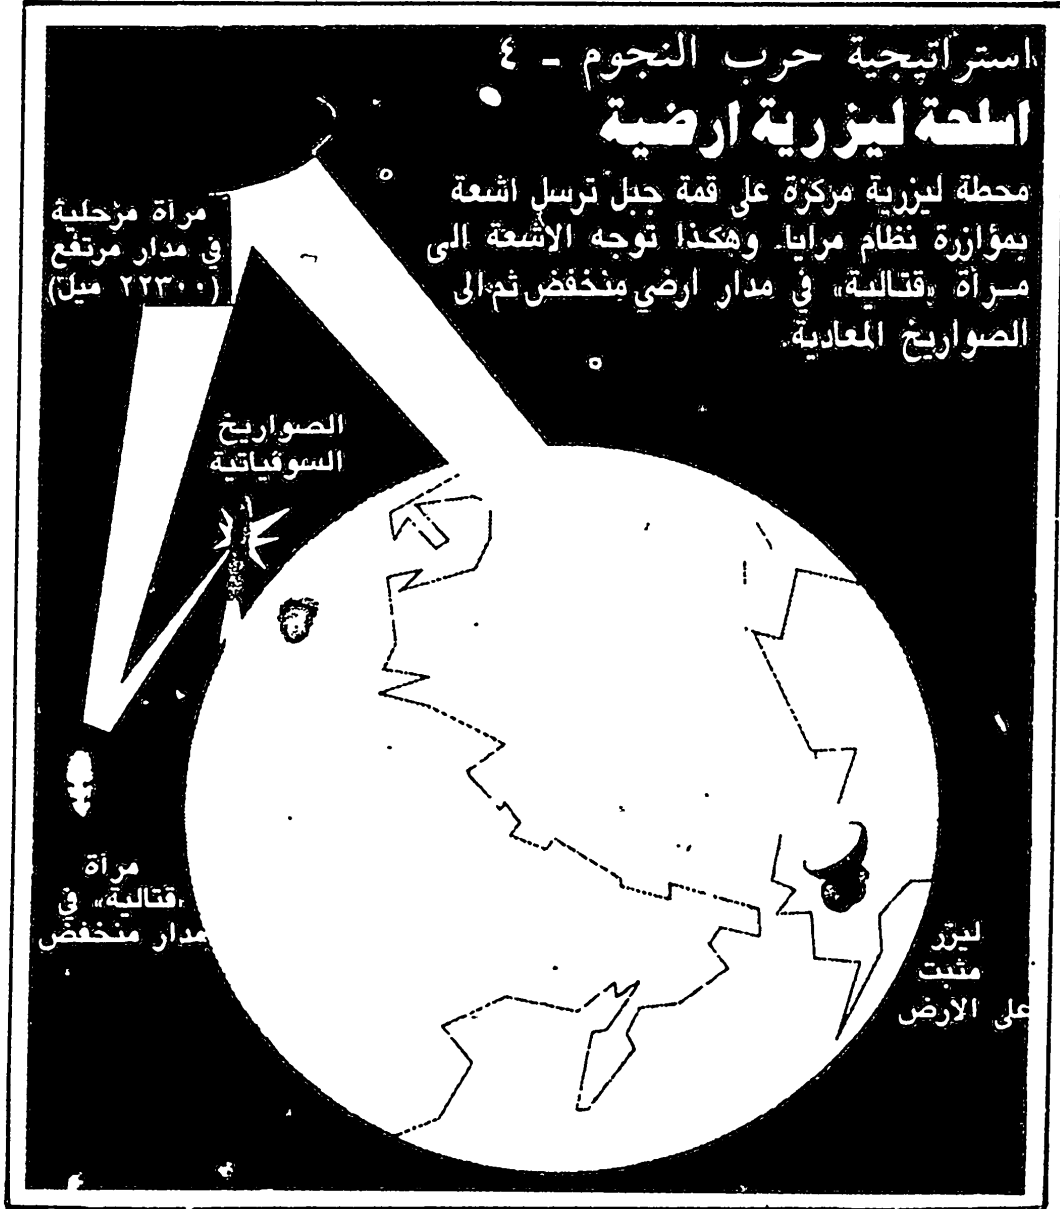 استراتيجية حرب النجوم - ٤
اسلحة ليزرية ارضية
محطة ليزرية مركزة على قمة جبل ترسل اشعة
بمؤازرة نظام مرايا. وهكذا توجه الاشعة الى
مرآة «قتالية» في مدار ارضي منخفض ثم الى
الصواريخ المعادية.
مرآة مرحلية
في مدار مرتفع
(٢٢٣٠٠ ميل)
الصواريخ
السوفياتية
مرآة
«قتالية» في
مدار منخفض
ليزر
مثبت
على الارض